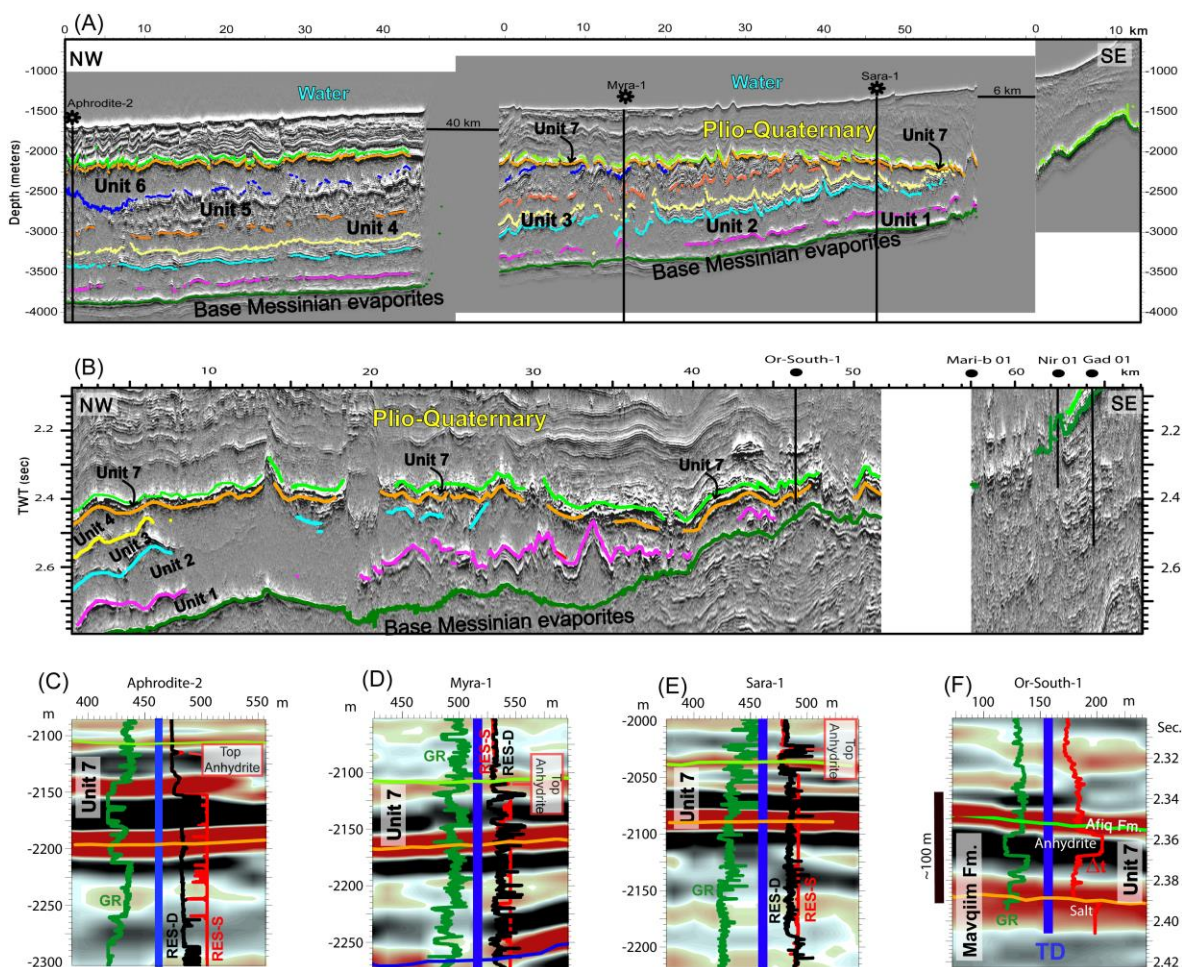 (A)
0 10 20 30 40 0 10 20 30 40 50 0 10 km
NW
SE
Water
Water
Aphrodite-2
Myra-1
Sara-1
6 km
40 km
Plio-Quaternary
Unit 7
Unit 7
Unit 6
Unit 5
Unit 4
Unit 3
Unit 2
Unit 1
Base Messinian evaporites
Base Messinian evaporites
Depth (meters)
-1000
-1500
-2000
-2500
-3000
-3500
-4000
-1000
-1500
-2000
-2500
-3000
-3500
-4000
(B)
Or-South-1
Mari-b 01 Nir 01 Gad 01
10 20 30 40 50 60 km
NW
SE
Plio-Quaternary
Unit 7
Unit 7
Unit 7
Unit 4
Unit 3
Unit 2
Unit 1
Base Messinian evaporites
TWT (sec)
2.2
2.4
2.6
2.2
2.4
2.6
(C) Aphrodite-2
400 450 500 550
m m
-2100
-2150
-2200
-2250
-2300
Unit 7
Top
Anhydrite
GR
RES-D
RES-S
(D) Myra-1
450 500 550
m m
-2100
-2150
-2200
-2250
Unit 7
GR
RES-S
RES-D
Top
Anhydrite
(E) Sara-1
400 450 500
m m
-2000
-2050
-2100
-2150
-2200
Unit 7
Top
Anhydrite
GR
RES-D
RES-S
(F) Or-South-1
100 150 200 m
Sec.
2.32
2.34
2.36
2.38
2.40
2.42
~100 m
Afiq Fm.
Anhydrite
Δt
Unit 7
Mavqiim Fm.
GR
Salt
TD